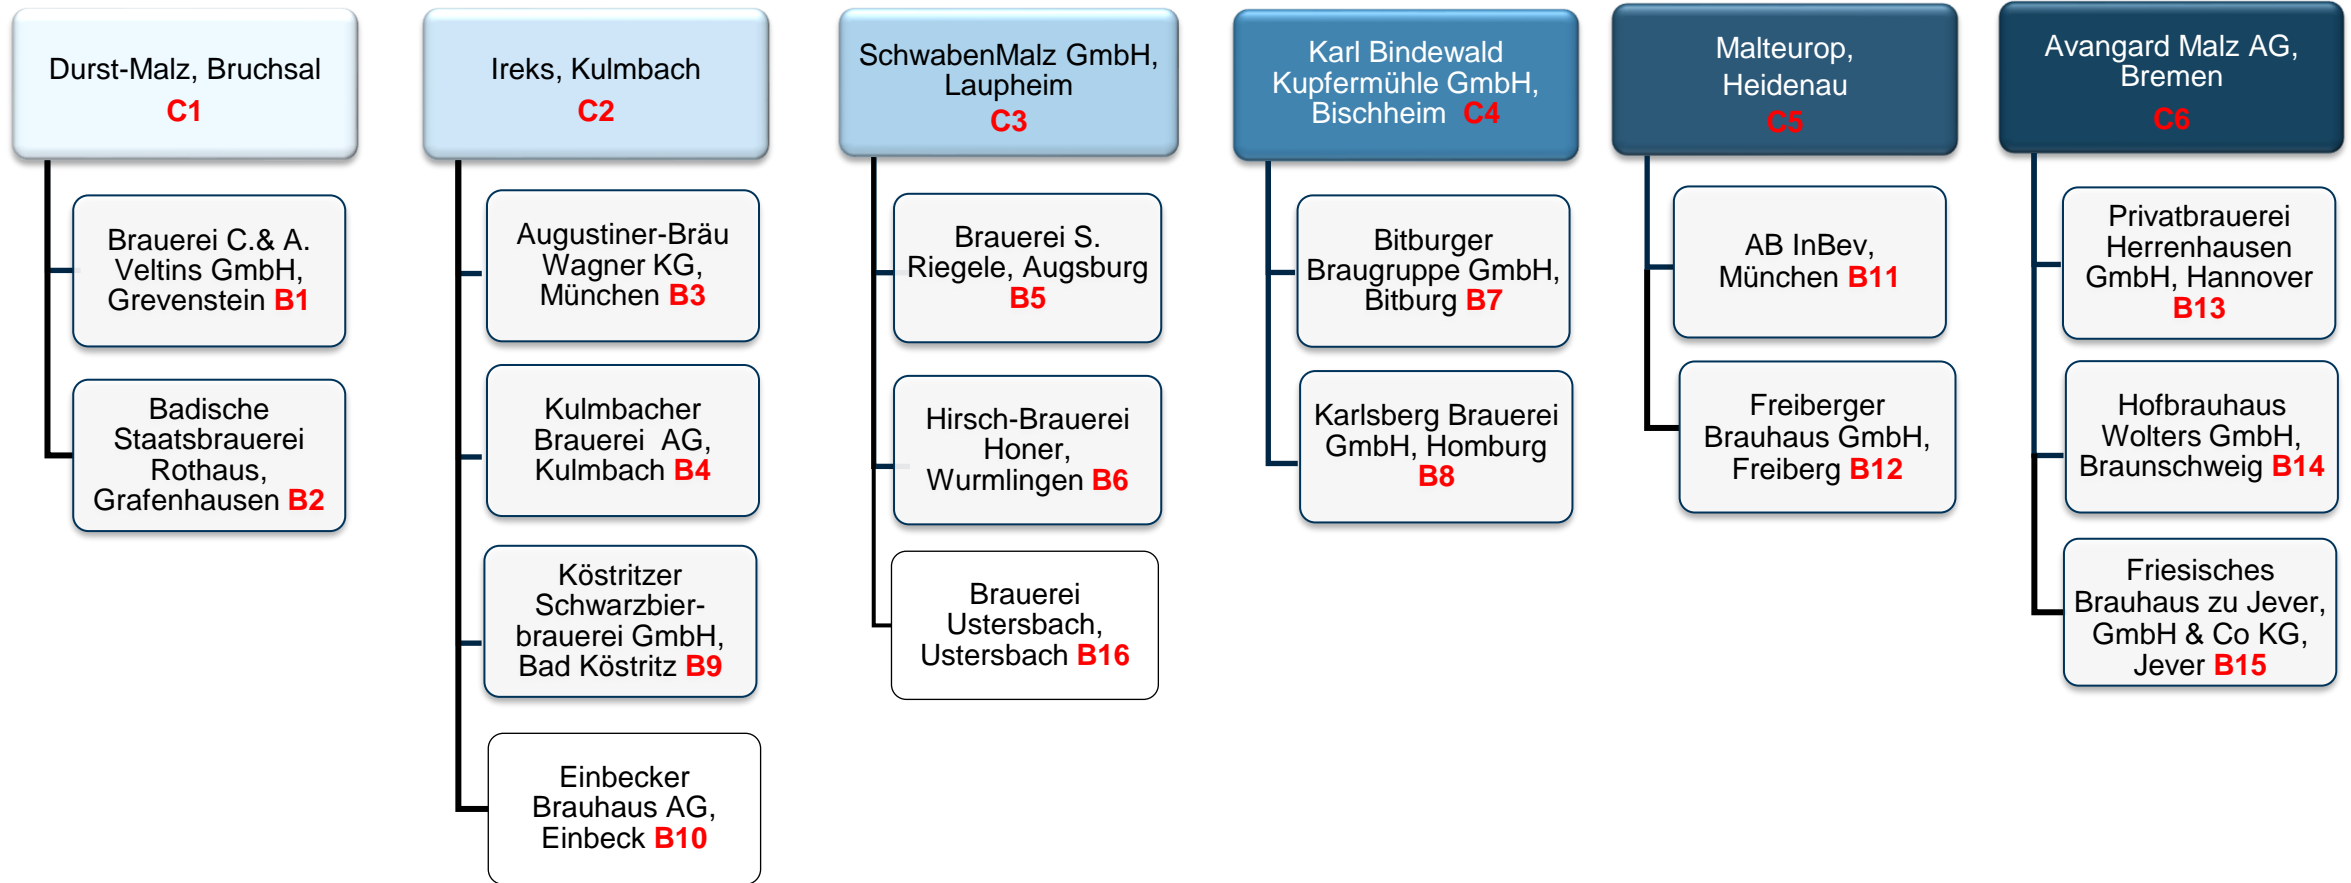 Durst-Malz, Bruchsal
C1
Brauerei C.& A.
Veltins GmbH,
Grevenstein B1
Badische
Staatsbrauerei
Rothaus,
Grafenhausen B2
Ireks, Kulmbach
C2
Augustiner-Bräu
Wagner KG,
München B3
Kulmbacher
Brauerei AG,
Kulmbach B4
Köstritzer
Schwarzbier-
brauerei GmbH,
Bad Köstritz B9
Einbecker
Brauhaus AG,
Einbeck B10
SchwabenMalz GmbH,
Laupheim
C3
Brauerei S.
Riegele, Augsburg
B5
Hirsch-Brauerei
Honer,
Wurmlingen B6
Brauerei
Ustersbach,
Ustersbach B16
Karl Bindewald
Kupfermühle GmbH,
Bischheim C4
Bitburger
Braugruppe GmbH,
Bitburg B7
Karlsberg Brauerei
GmbH, Homburg
B8
Malteurop,
Heidenau
C5
AB InBev,
München B11
Freiberger
Brauhaus GmbH,
Freiberg B12
Avangard Malz AG,
Bremen
C6
Privatbrauerei
Herrenhausen
GmbH, Hannover
B13
Hofbrauhaus
Wolters GmbH,
Braunschweig B14
Friesisches
Brauhaus zu Jever,
GmbH & Co KG,
Jever B15